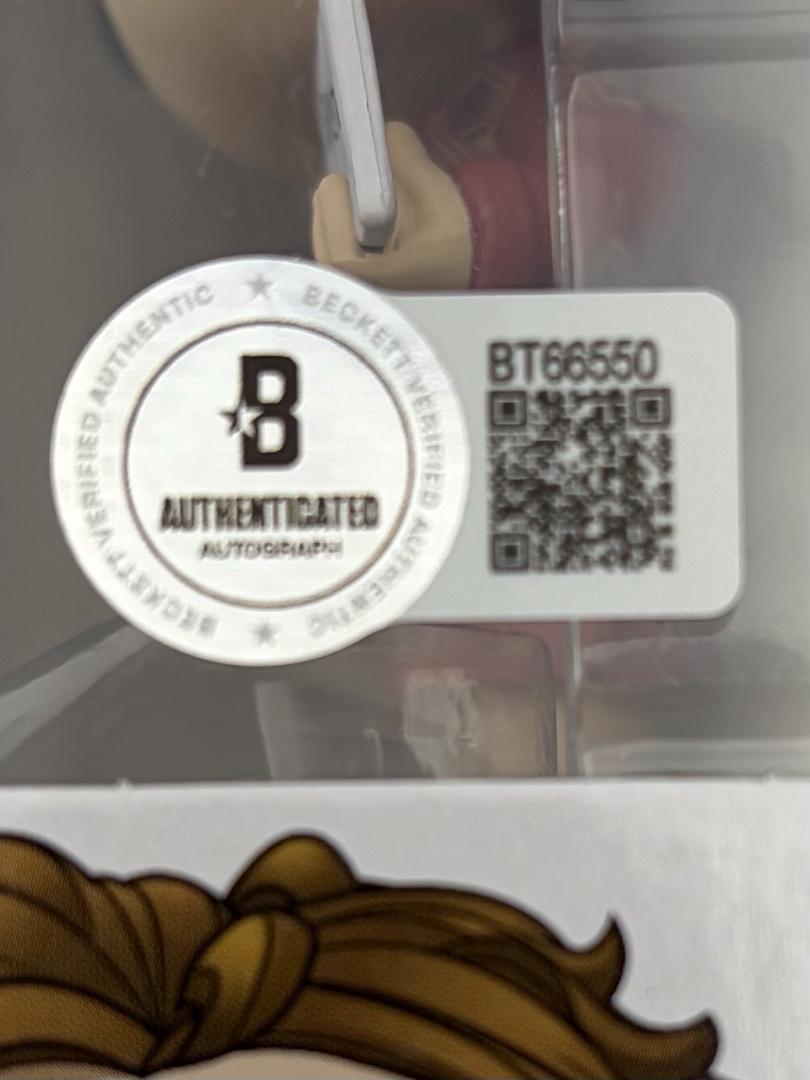 BECKETT VERIFIED AUTHENTIC ★ BECKETT VERIFIED AUTHENTIC ★
B
AUTHENTICATED
AUTOGRAPH
BT66550